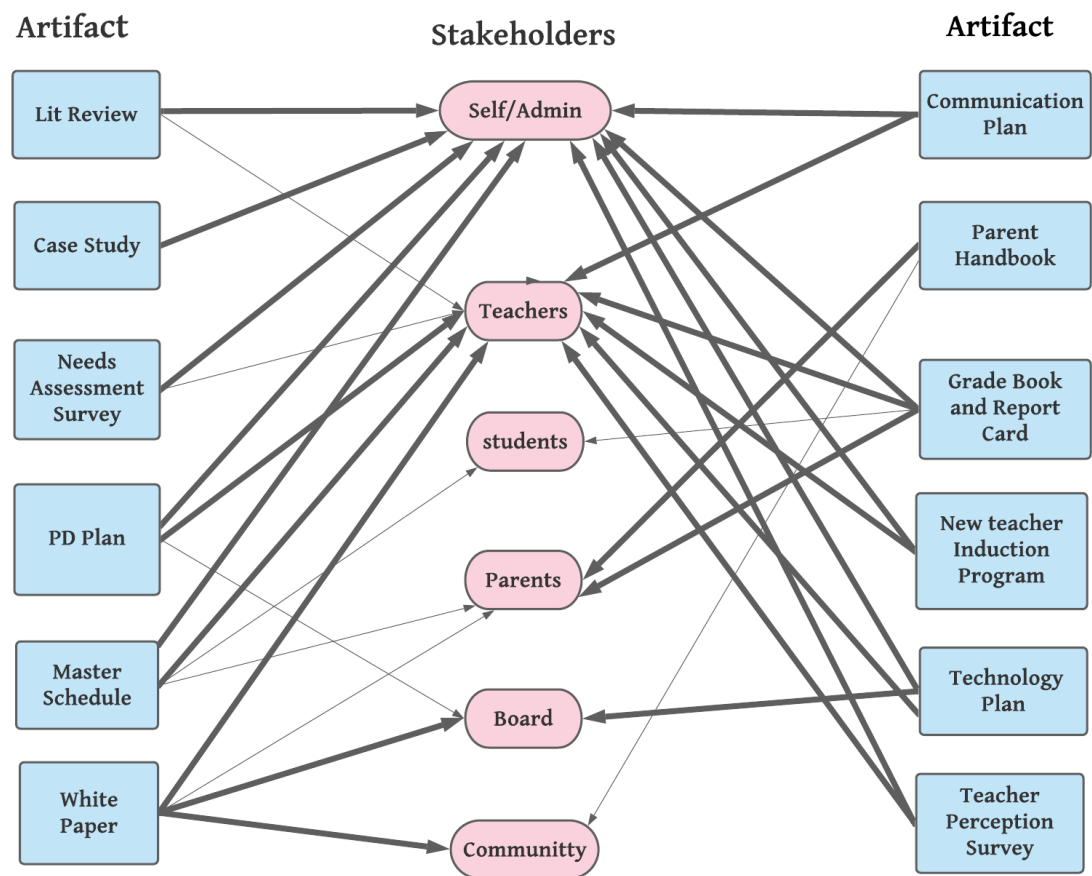 Artifact
Stakeholders
Artifact
Lit Review
Case Study
Needs
Assessment
Survey
PD Plan
Master
Schedule
White
Paper
Self/Admin
Teachers
students
Parents
Board
Communitty
Communication
Plan
Parent
Handbook
Grade Book
and Report
Card
New teacher
Induction
Program
Technology
Plan
Teacher
Perception
Survey